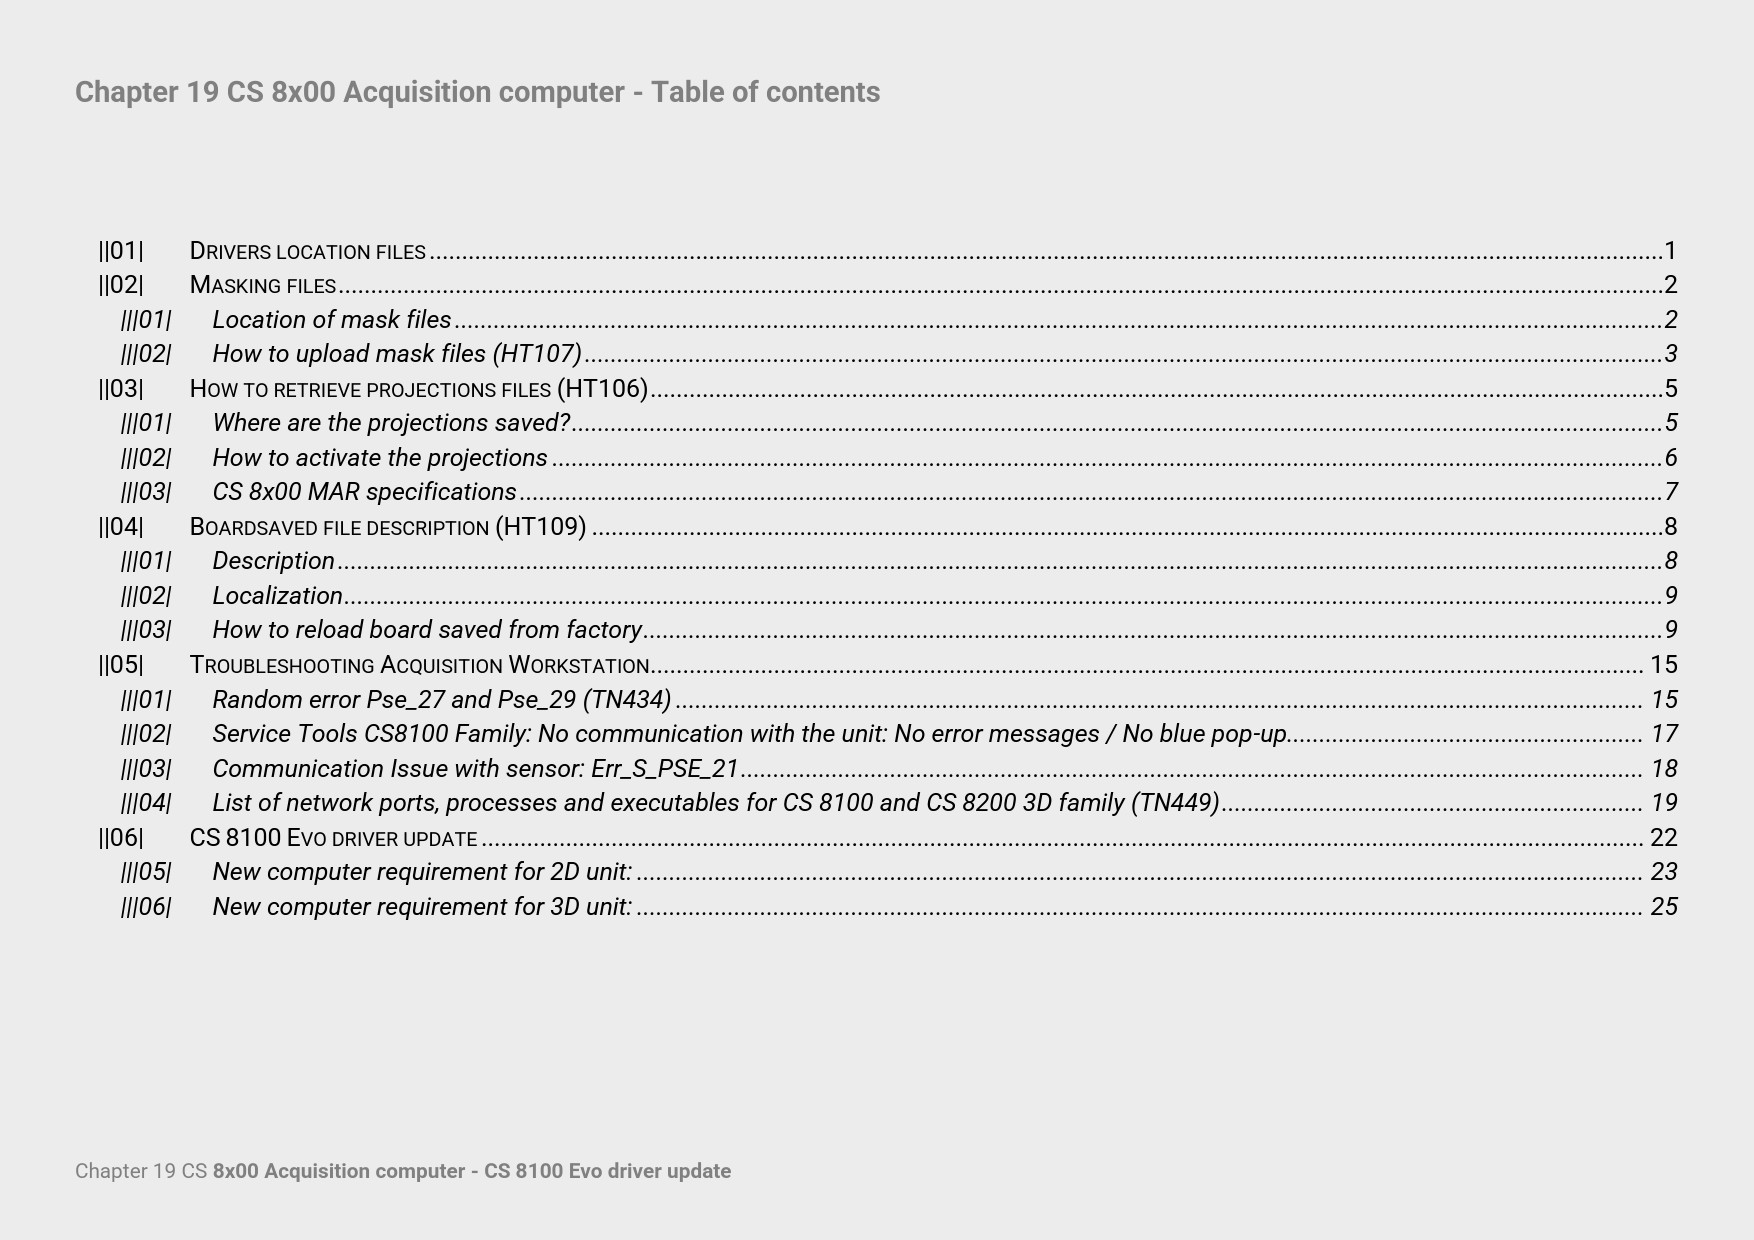 Chapter 19 CS 8x00 Acquisition computer - Table of contents
||01| Drivers location files 1
||02| Masking files 2
|||01| Location of mask files 2
|||02| How to upload mask files (HT107) 3
||03| How to retrieve projections files (HT106) 5
|||01| Where are the projections saved? 5
|||02| How to activate the projections 6
|||03| CS 8x00 MAR specifications 7
||04| Boardsaved file description (HT109) 8
|||01| Description 8
|||02| Localization 9
|||03| How to reload board saved from factory 9
||05| Troubleshooting Acquisition Workstation 15
|||01| Random error Pse_27 and Pse_29 (TN434) 15
|||02| Service Tools CS8100 Family: No communication with the unit: No error messages / No blue pop-up 17
|||03| Communication Issue with sensor: Err_S_PSE_21 18
|||04| List of network ports, processes and executables for CS 8100 and CS 8200 3D family (TN449) 19
||06| CS 8100 Evo driver update 22
|||05| New computer requirement for 2D unit: 23
|||06| New computer requirement for 3D unit: 25
Chapter 19 CS 8x00 Acquisition computer - CS 8100 Evo driver update